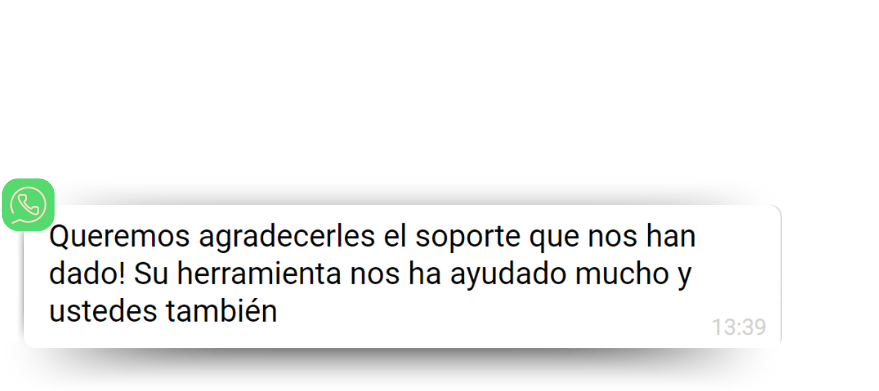 Queremos agradecerles el soporte que nos han
dado! Su herramienta nos ha ayudado mucho y
ustedes también
13:39